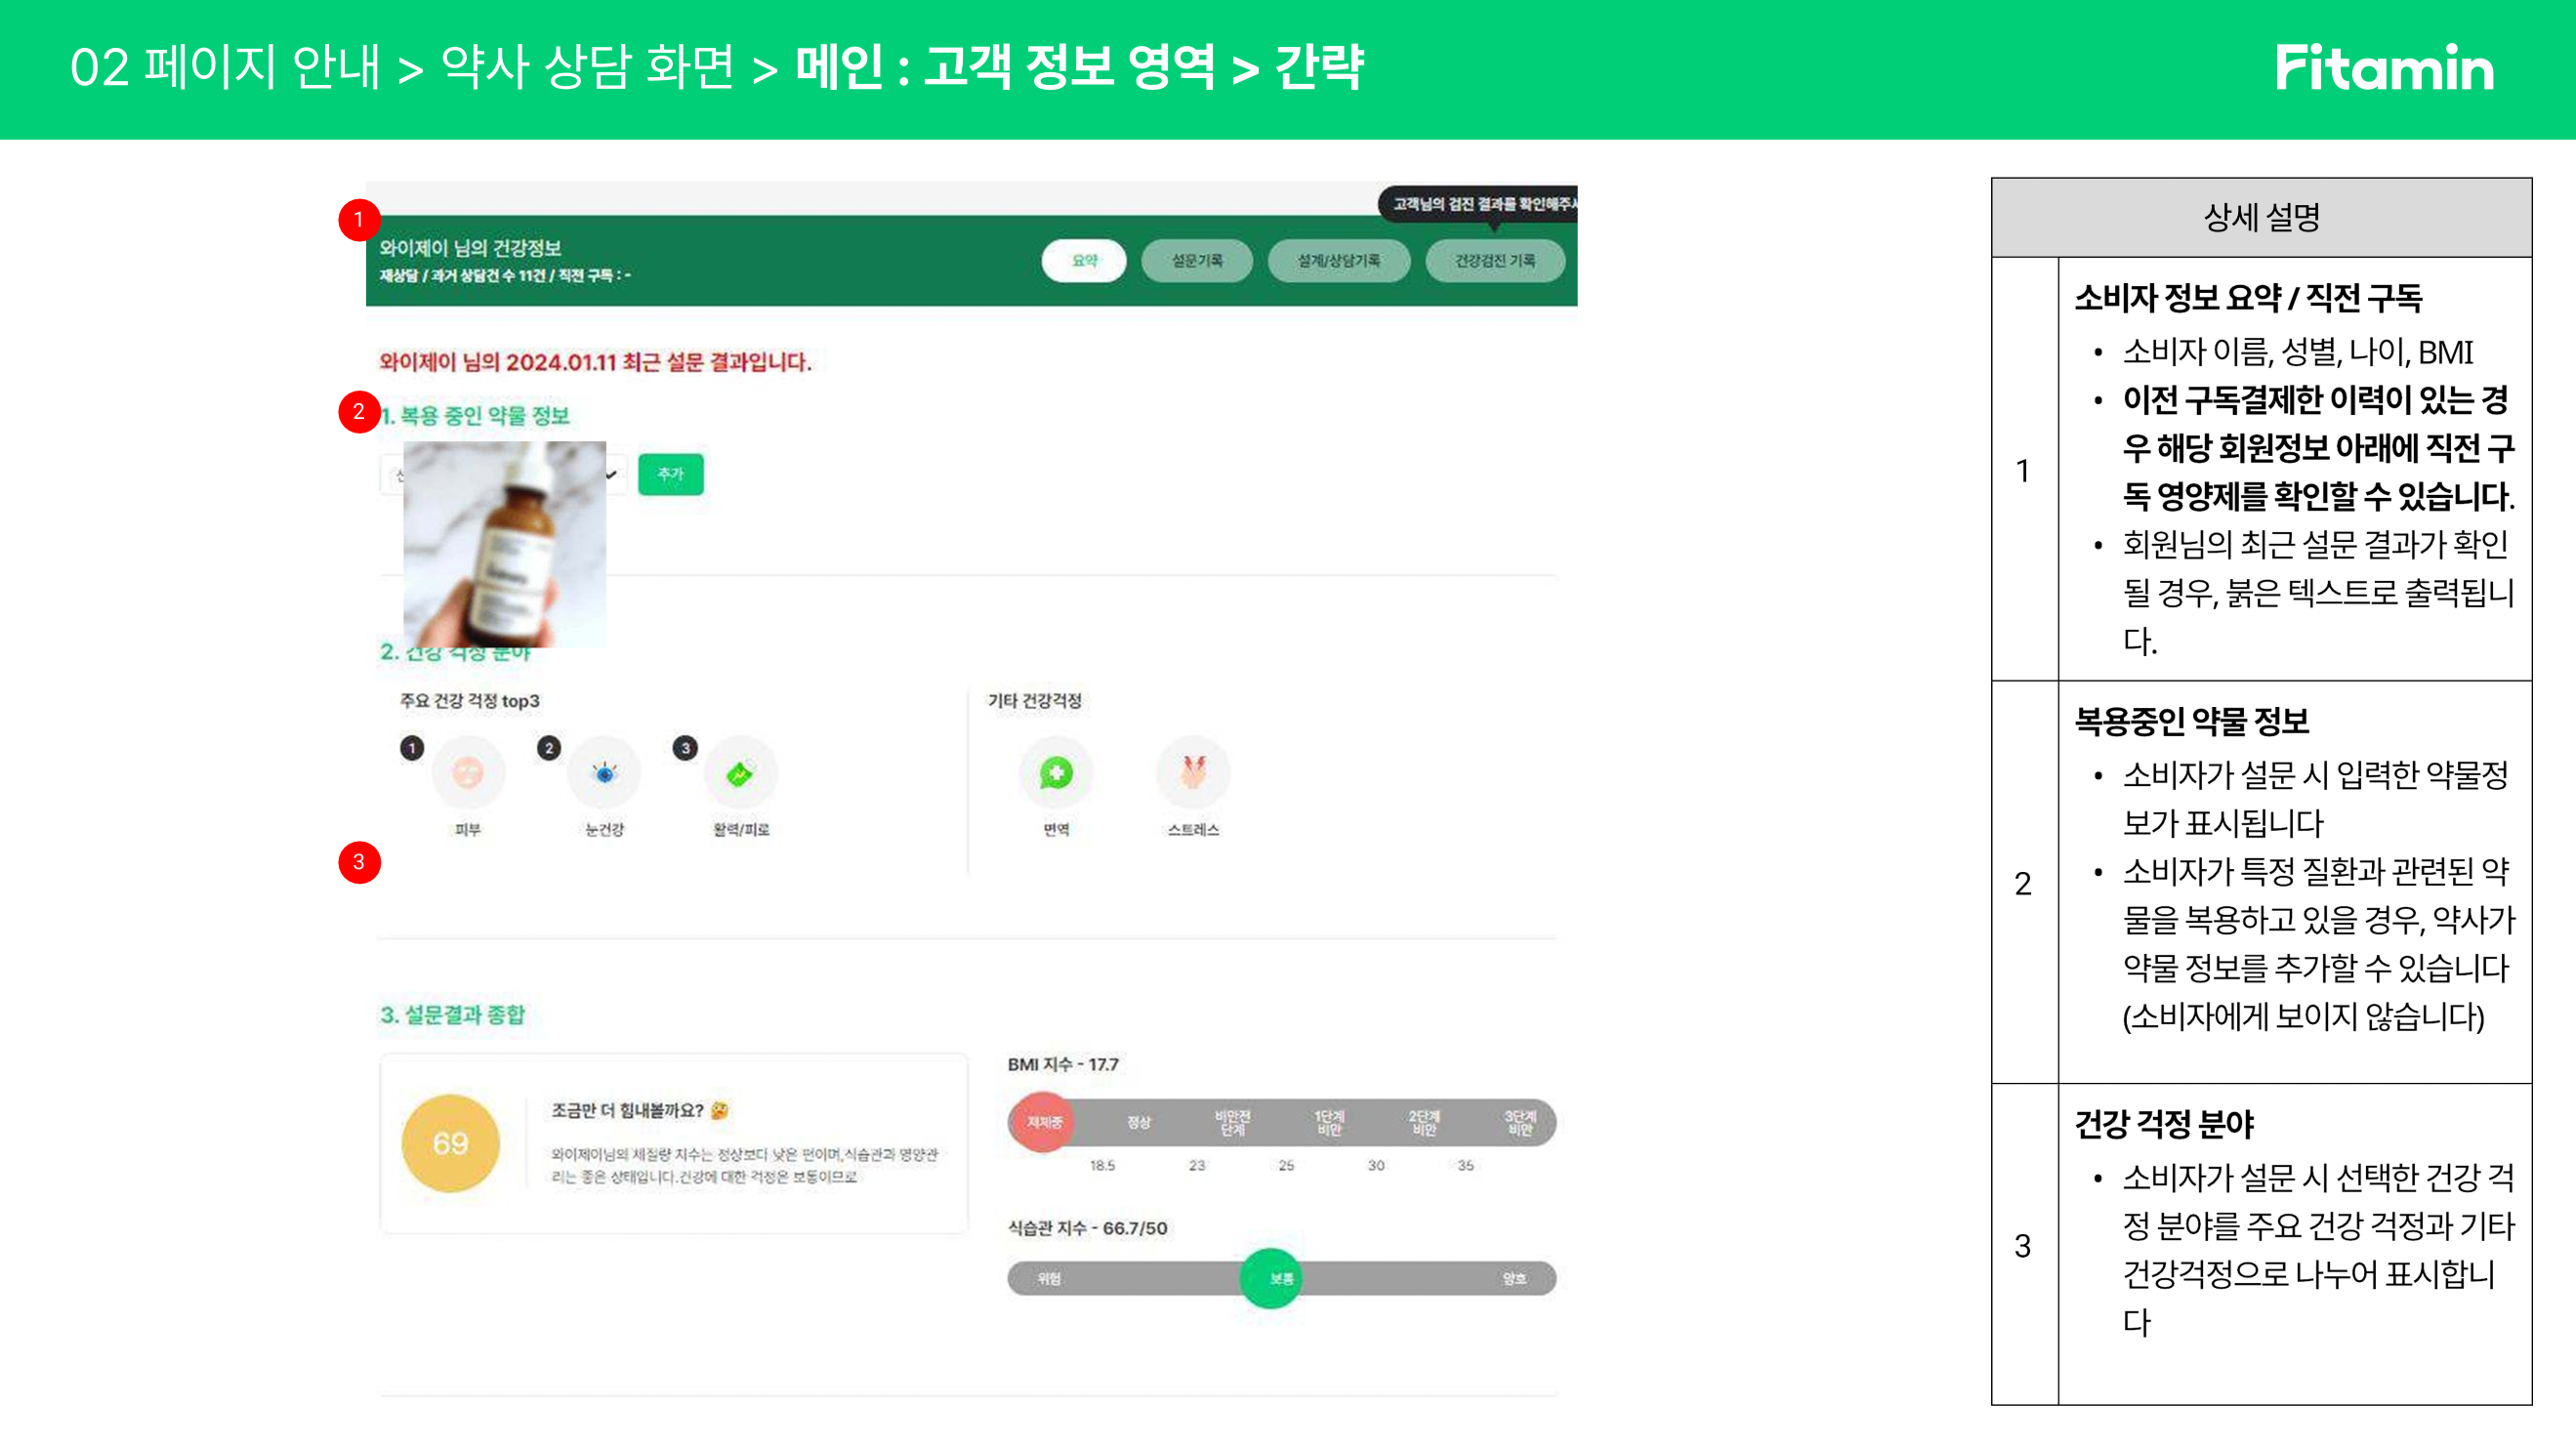 02 페이지 안내 > 약사 상담 화면 > 메인 : 고객 정보 영역 > 간략
Fitamin
고객님의 검진 결과를 확인해주
1
와이제이 님의 건강정보
재상담 / 과거 상담건 수 11건 / 직전 구독 : -
요약
설문기록
설계/상담기록
건강검진 기록
와이제이 님의 2024.01.11 최근 설문 결과입니다.
2
1. 복용 중인 약물 정보
추가
2. 건강 걱정 분야
주요 건강 걱정 top3
기타 건강걱정
1
2
3
피부
눈건강
활력/피로
면역
스트레스
3
3. 설문결과 종합
69
조금만 더 힘내볼까요?
와이제이님의 체질량 지수는 정상보다 낮은 편이며,식습관과 영양관
리는 좋은 상태입니다.건강에 대한 걱정은 보통이므로
BMI 지수 - 17.7
저체중
정상
비만전
단계
1단계
비만
2단계
비만
3단계
비만
18.5
23
25
30
35
식습관 지수 - 66.7/50
위험
보통
양호
상세 설명
1
소비자 정보 요약 / 직전 구독
• 소비자 이름, 성별, 나이, BMI
• 이전 구독결제한 이력이 있는 경
우 해당 회원정보 아래에 직전 구
독 영양제를 확인할 수 있습니다.
• 회원님의 최근 설문 결과가 확인
될 경우, 붉은 텍스트로 출력됩니
다.
2
복용중인 약물 정보
• 소비자가 설문 시 입력한 약물정
보가 표시됩니다
• 소비자가 특정 질환과 관련된 약
물을 복용하고 있을 경우, 약사가
약물 정보를 추가할 수 있습니다
(소비자에게 보이지 않습니다)
3
건강 걱정 분야
• 소비자가 설문 시 선택한 건강 걱
정 분야를 주요 건강 걱정과 기타
건강걱정으로 나누어 표시합니
다